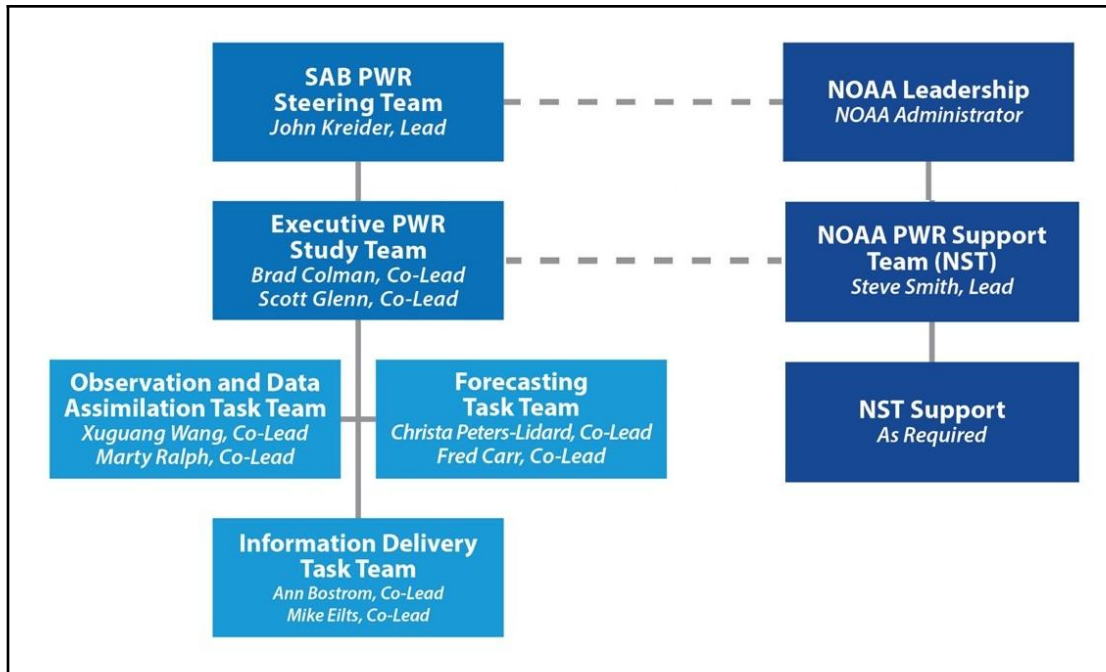 SAB PWR
Steering Team
John Kreider, Lead
NOAA Leadership
NOAA Administrator
Executive PWR
Study Team
Brad Colman, Co-Lead
Scott Glenn, Co-Lead
NOAA PWR Support
Team (NST)
Steve Smith, Lead
Observation and Data
Assimilation Task Team
Xuguang Wang, Co-Lead
Marty Ralph, Co-Lead
Forecasting
Task Team
Christa Peters-Lidard, Co-Lead
Fred Carr, Co-Lead
NST Support
As Required
Information Delivery
Task Team
Ann Bostrom, Co-Lead
Mike Eilts, Co-Lead